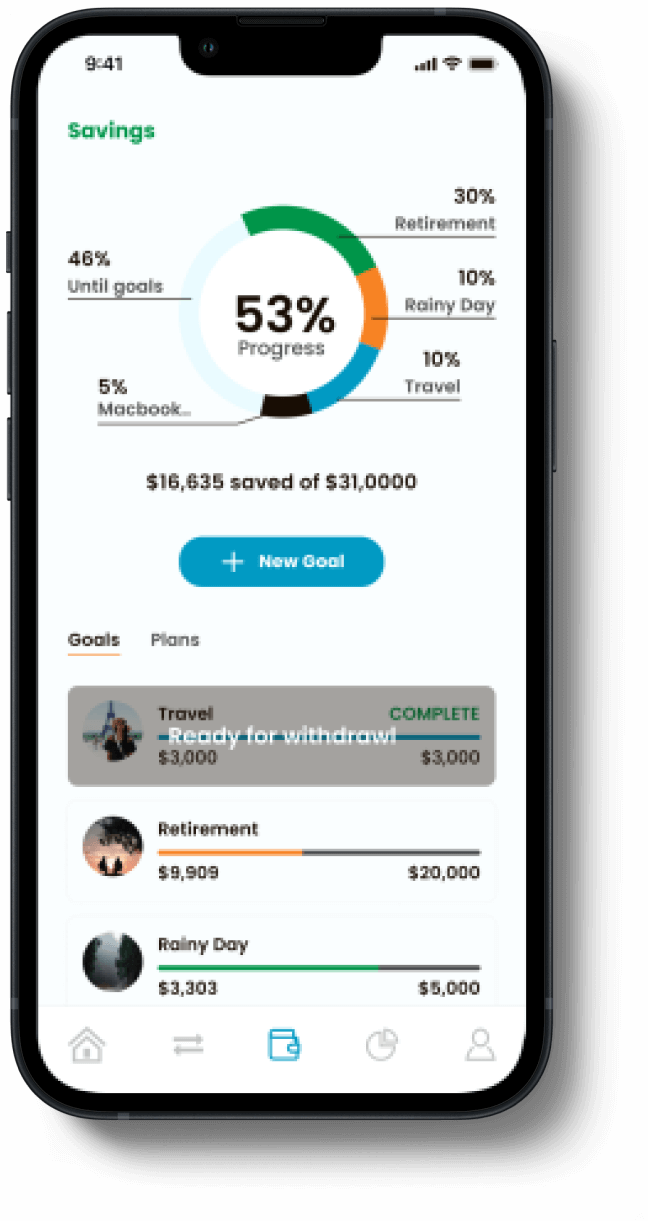 9:41
Savings
30%
Retirement
46%
Until goals
10%
Rainy Day
53%
Progress
10%
Travel
5%
Macbook...
$16,635 saved of $31,0000
New Goal
Goals Plans
Travel COMPLETE
Ready for withdrawl
$3,000 $3,000
Retirement
$9,909 $20,000
Rainy Day
$3,303 $5,000